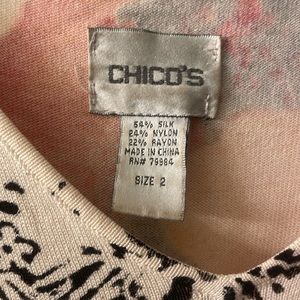 CHICO'S
54% SILK
24% NYLON
22% RAYON
MADE IN CHINA
RN# 79984
SIZE 2